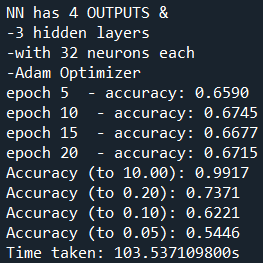 NN has 4 OUTPUTS &
-3 hidden layers
-with 32 neurons each
-Adam Optimizer
epoch 5  - accuracy: 0.6590
epoch 10  - accuracy: 0.6745
epoch 15  - accuracy: 0.6677
epoch 20  - accuracy: 0.6715
Accuracy (to 10.00): 0.9917
Accuracy (to 0.20): 0.7371
Accuracy (to 0.10): 0.6221
Accuracy (to 0.05): 0.5446
Time taken: 103.537109800s